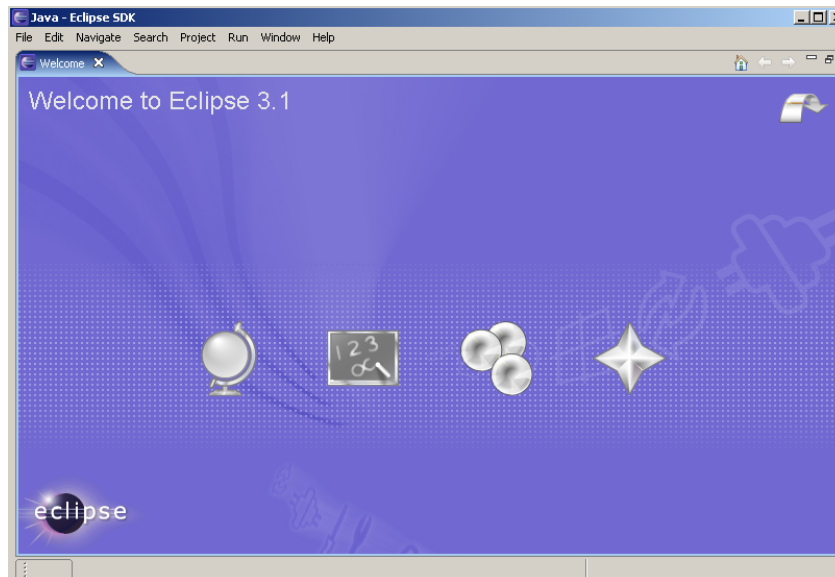 Java - Eclipse SDK
File Edit Navigate Search Project Run Window Help
Welcome
Welcome to Eclipse 3.1
1 2 3
eclipse